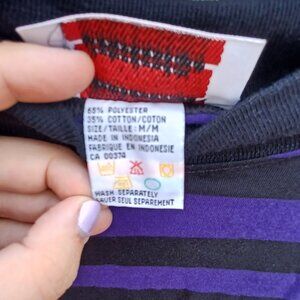 65% POLYESTER
35% COTTON/COTON
SIZE/TAILLE: M/M
MADE IN INDONESIA
FABRIQUE EN INDONESIE
CA 00374
WASH SEPARATELY
LAVER SEUL SEPAREMENT